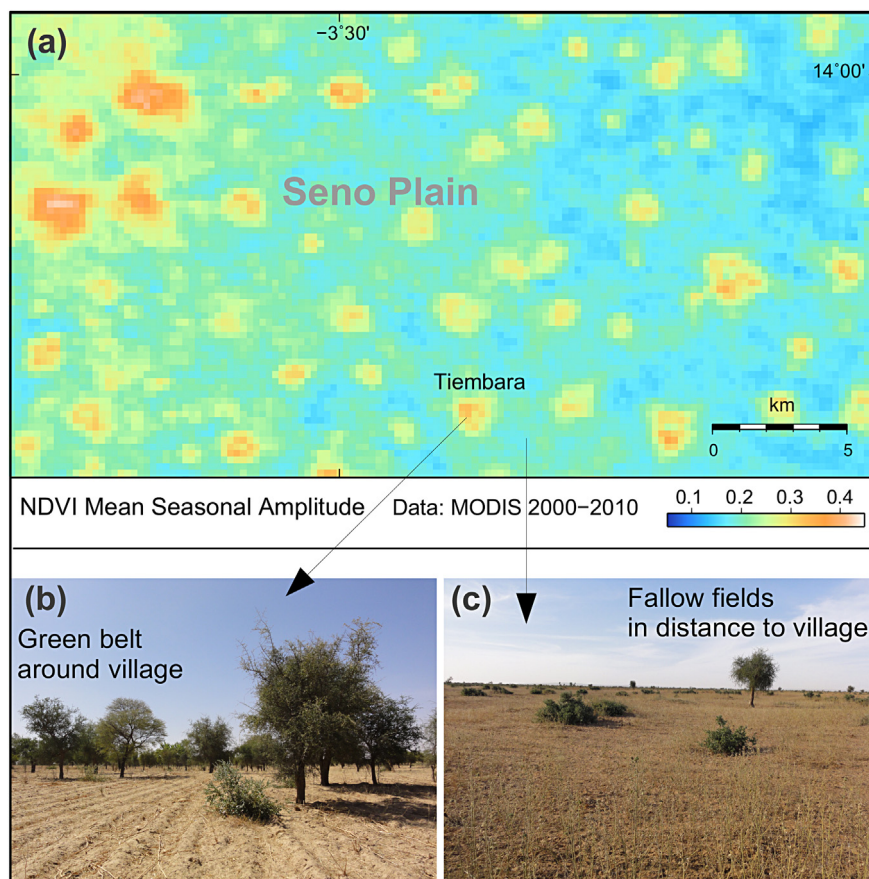 (a)
−3°30'
14°00'
Seno Plain
Tiembara
km
0 5
NDVI Mean Seasonal Amplitude Data: MODIS 2000−2010
0.1 0.2 0.3 0.4
(b)
Green belt
around village
(c)
Fallow fields
in distance to village